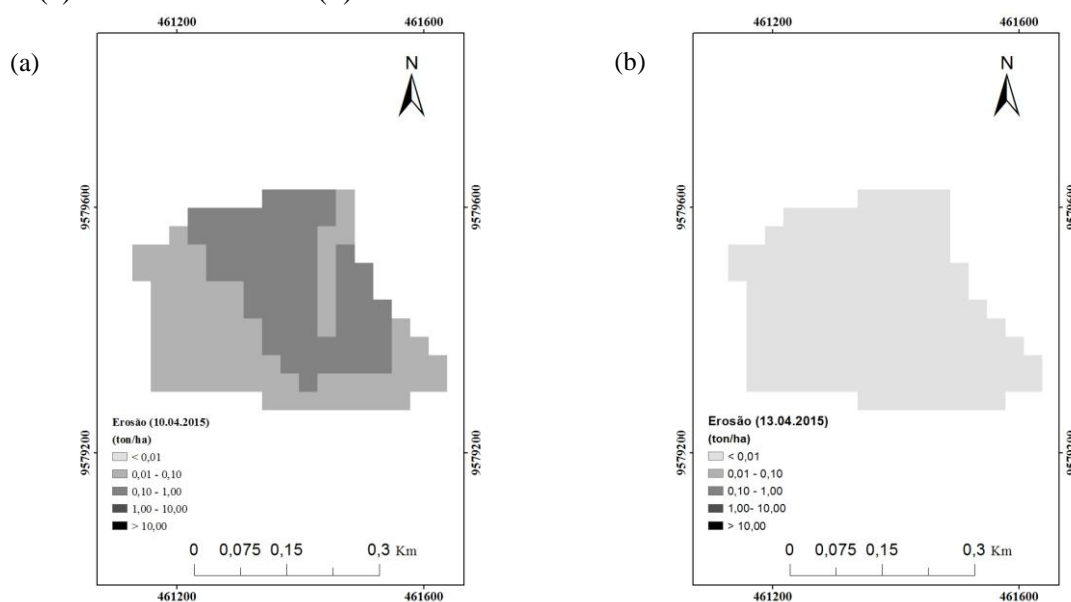 (a)
461200 461600
N
9579600 9579600
9579200 9579200
Erosão (10.04.2015)
(ton/ha)
< 0,01
0,01 - 0,10
0,10 - 1,00
1,00 - 10,00
> 10,00
0 0,075 0,15 0,3 Km
461200 461600
(b)
461200 461600
N
9579600 9579600
9579200 9579200
Erosão (13.04.2015)
(ton/ha)
< 0,01
0,01 - 0,10
0,10 - 1,00
1,00- 10,00
> 10,00
0 0,075 0,15 0,3 Km
461200 461600